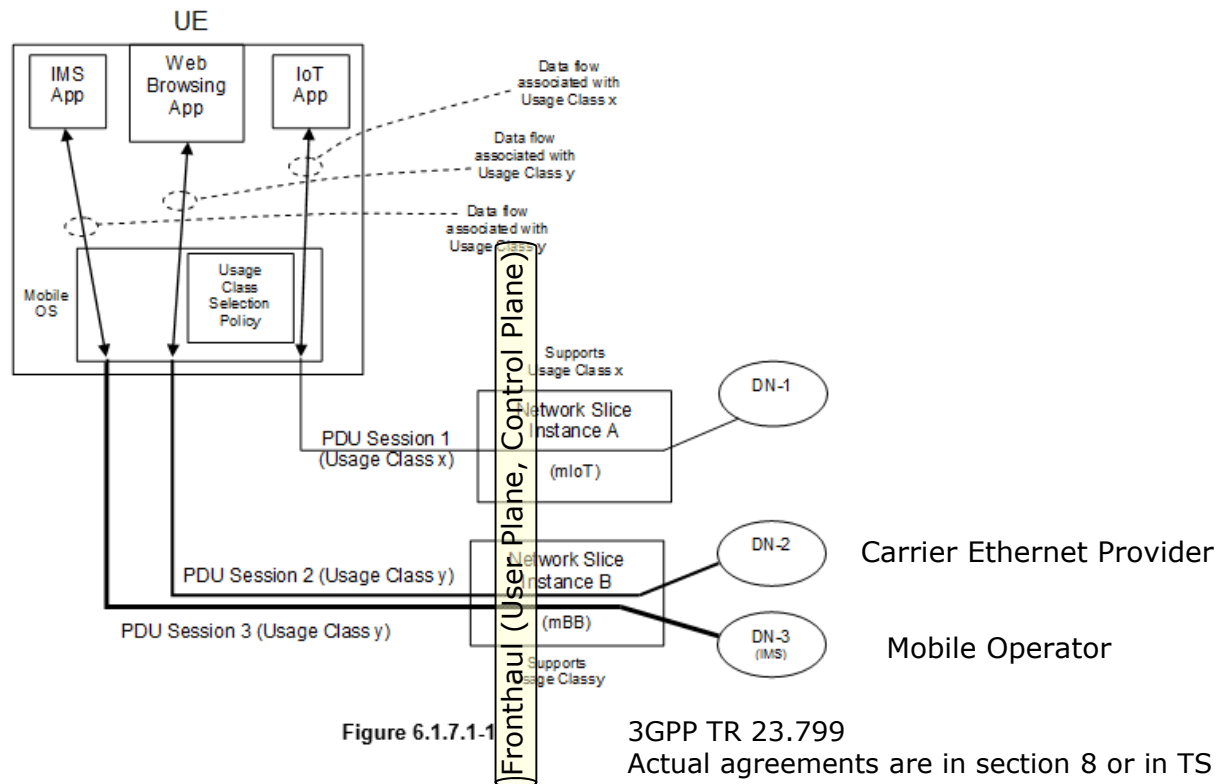 UE
IMS
App
Web
Browsing
App
IoT
App
Data flow
associated with
Usage Class x
Data flow
associated with
Usage Class y
Data flow
associated with
Usage Class y
Mobile
OS
Usage
Class
Selection
Policy
Fronthaul (User Plane, Control Plane)
Supports
Usage Class x
Network Slice
Instance A
(mIoT)
DN-1
PDU Session 1
(Usage Class x)
Network Slice
Instance B
(mBB)
DN-2
Carrier Ethernet Provider
PDU Session 2 (Usage Class y)
PDU Session 3 (Usage Class y)
DN-3
(IMS)
Mobile Operator
Supports
Usage Classy
Figure 6.1.7.1-1
3GPP TR 23.799
Actual agreements are in section 8 or in TS